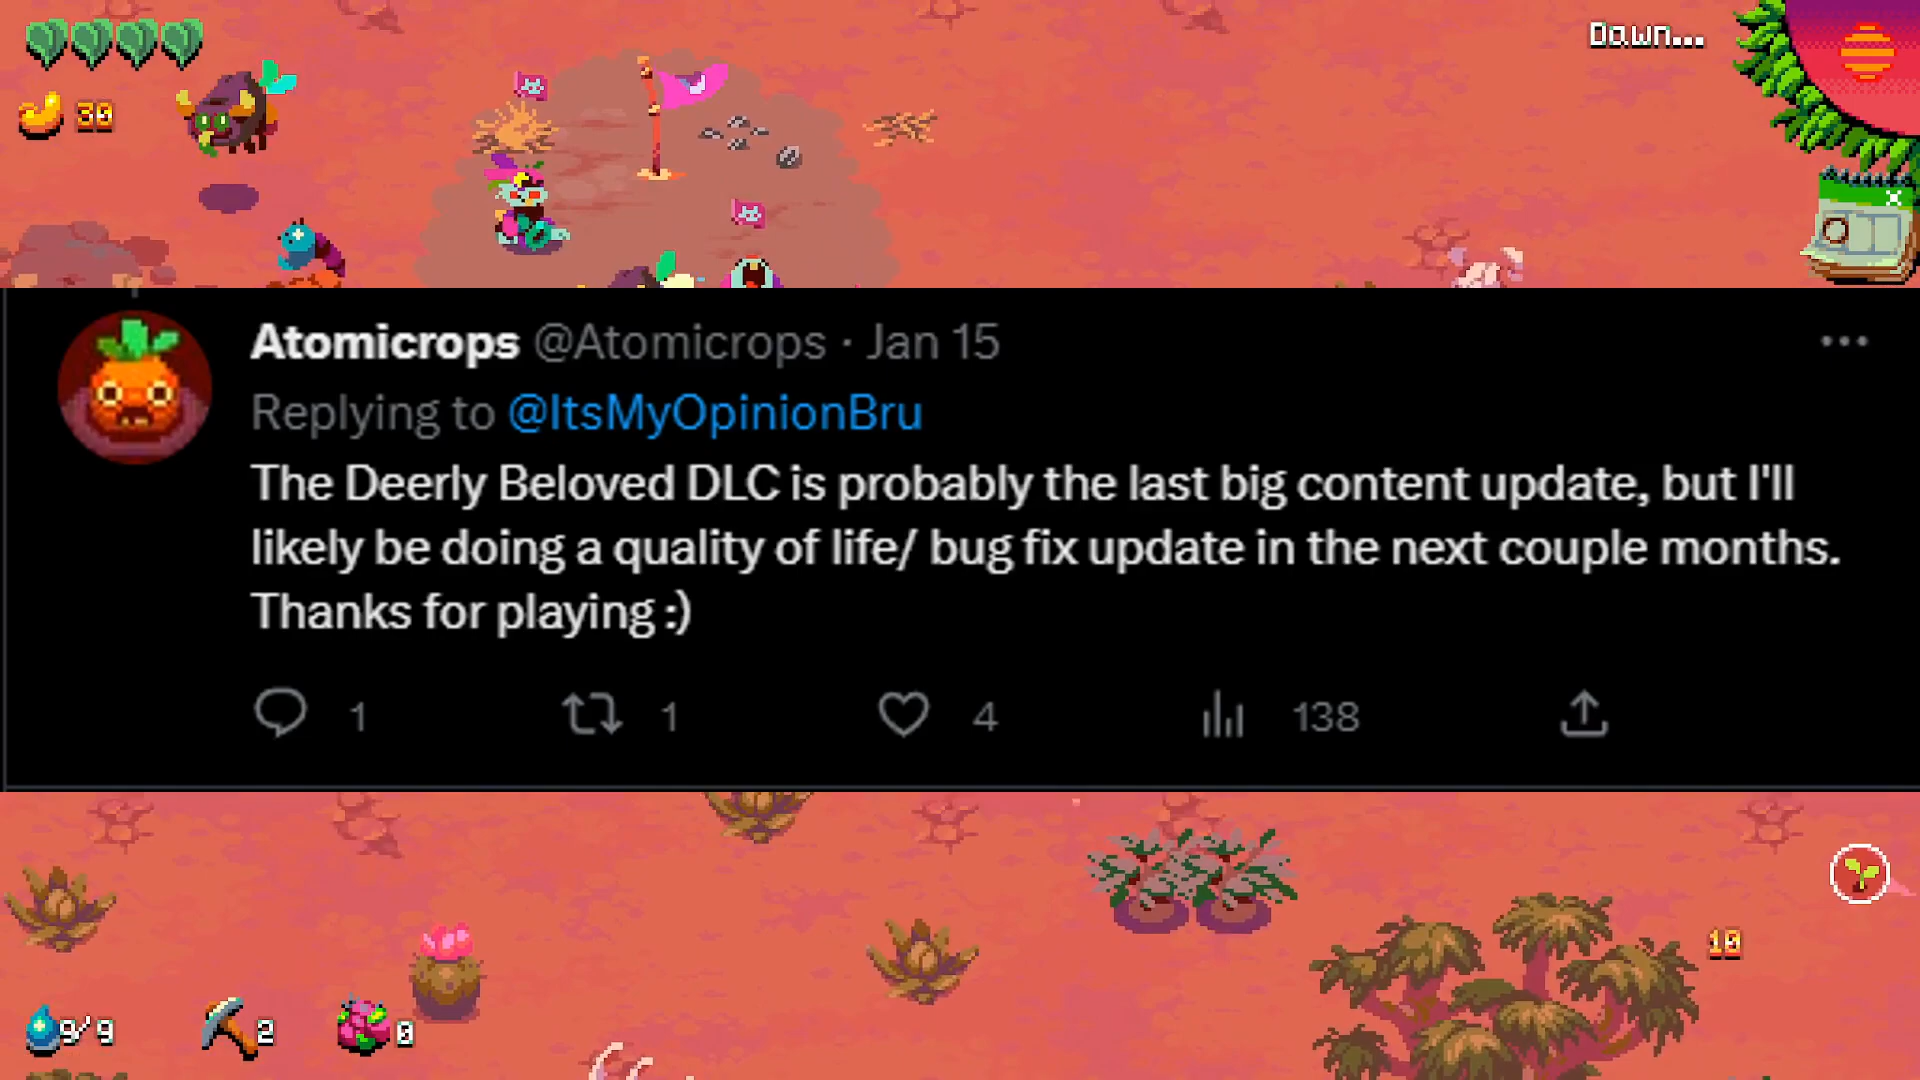 Dawn...
30
Atomicrops @Atomicrops · Jan 15
Replying to @ItsMyOpinionBru
The Deerly Beloved DLC is probably the last big content update, but I'll
likely be doing a quality of life/ bug fix update in the next couple months.
Thanks for playing :)
1 1 4 138
10
9/9 2 0